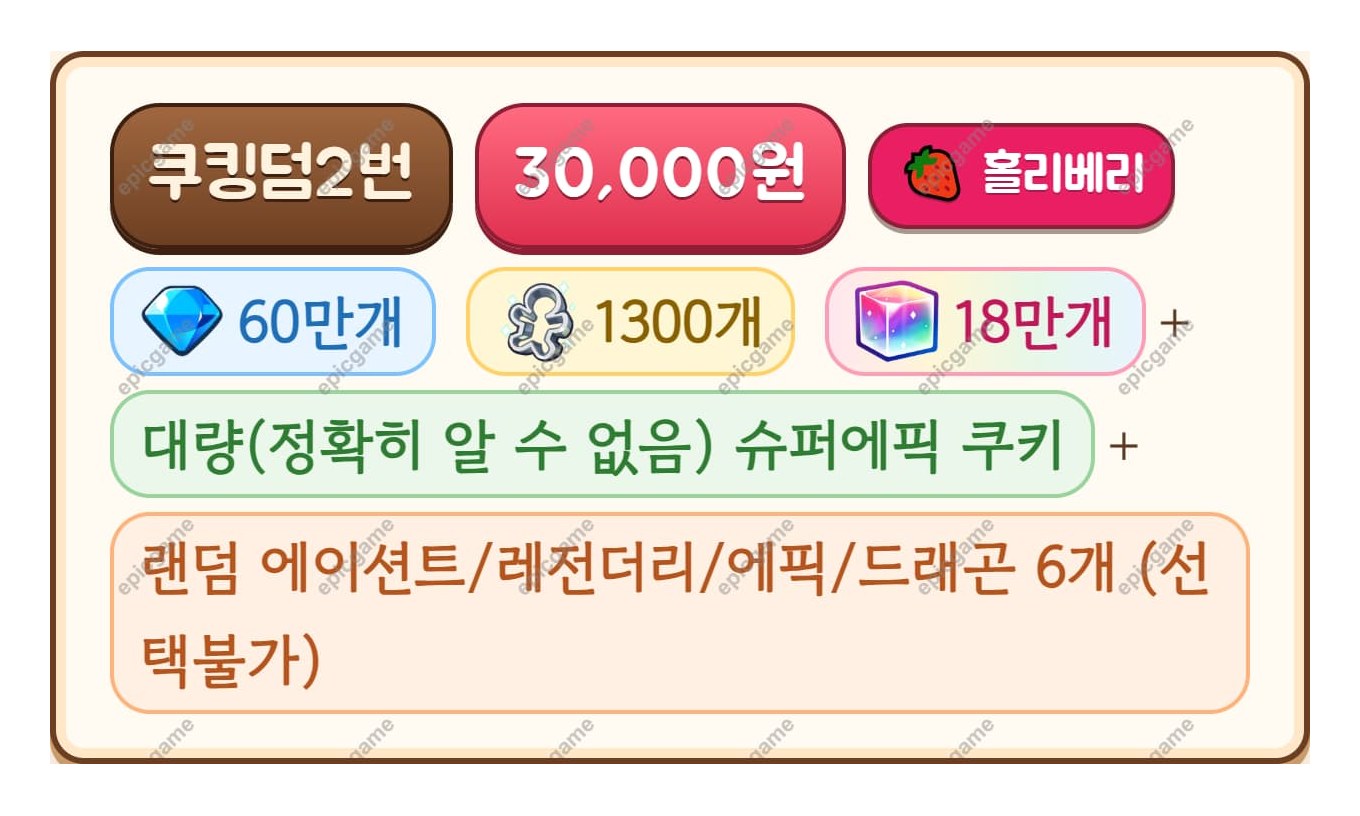 쿠킹덤2번 30,000원 홀리베리
60만개 1300개 18만개 +
대량(정확히 알 수 없음) 슈퍼에픽 쿠키 +
랜덤 에이션트/레전더리/에픽/드래곤 6개 (선
택불가)
epicgame